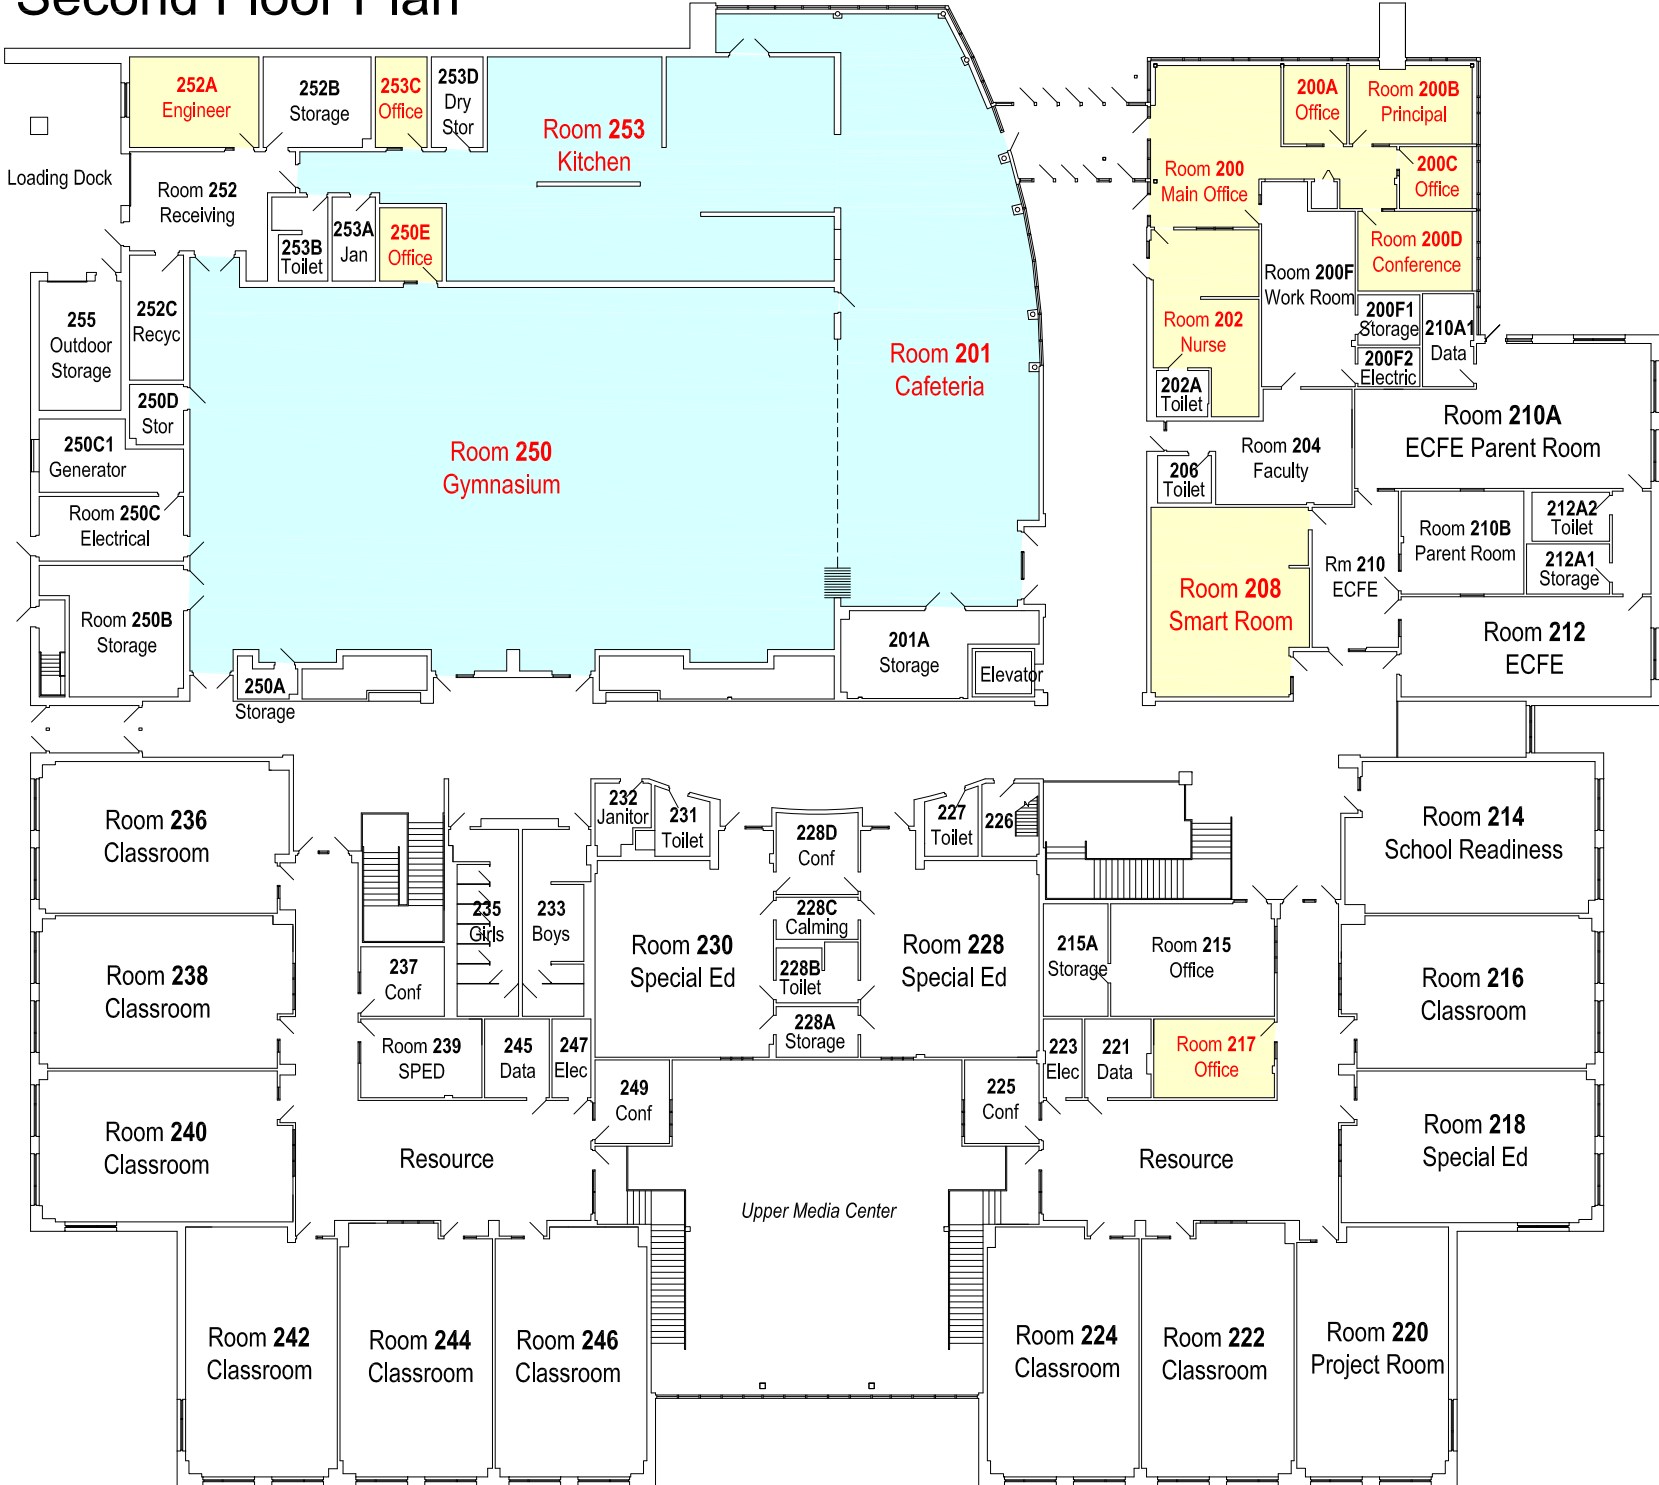 Second Floor Plan
252A
Engineer
252B
Storage
253C
Office
253D
Dry
Stor
Room 253
Kitchen
Loading Dock
Room 252
Receiving
253B
Toilet
253A
Jan
250E
Office
255
Outdoor
Storage
252C
Recyc
250D
Stor
250C1
Generator
Room 250C
Electrical
Room 250B
Storage
250A
Storage
Room 250
Gymnasium
Room 201
Cafeteria
201A
Storage
Elevator
200A
Office
Room 200B
Principal
Room 200
Main Office
200C
Office
Room 200D
Conference
Room 200F
Work Room
200F1
Storage
200F2
Electric
210A1
Data
Room 202
Nurse
202A
Toilet
Room 204
Faculty
206
Toilet
Room 210A
ECFE Parent Room
Room 210B
Parent Room
212A2
Toilet
212A1
Storage
Rm 210
ECFE
Room 208
Smart Room
Room 212
ECFE
Room 236
Classroom
Room 238
Classroom
Room 240
Classroom
237
Conf
Room 239
SPED
235
Girls
233
Boys
245
Data
247
Elec
232
Janitor
231
Toilet
228D
Conf
228C
Calming
228B
Toilet
228A
Storage
Room 230
Special Ed
Room 228
Special Ed
227
Toilet
226
215A
Storage
Room 215
Office
223
Elec
221
Data
Room 217
Office
Room 214
School Readiness
Room 216
Classroom
Room 218
Special Ed
249
Conf
225
Conf
Resource
Resource
Upper Media Center
Room 242
Classroom
Room 244
Classroom
Room 246
Classroom
Room 224
Classroom
Room 222
Classroom
Room 220
Project Room